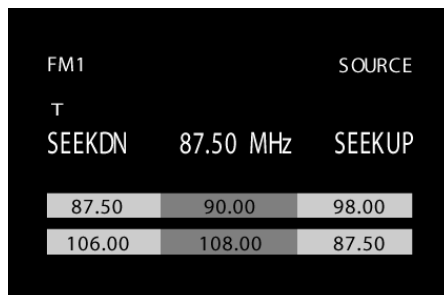 FM1 SOURCE
T
SEEKDN 87.50 MHz SEEKUP
87.50 90.00 98.00
106.00 108.00 87.50